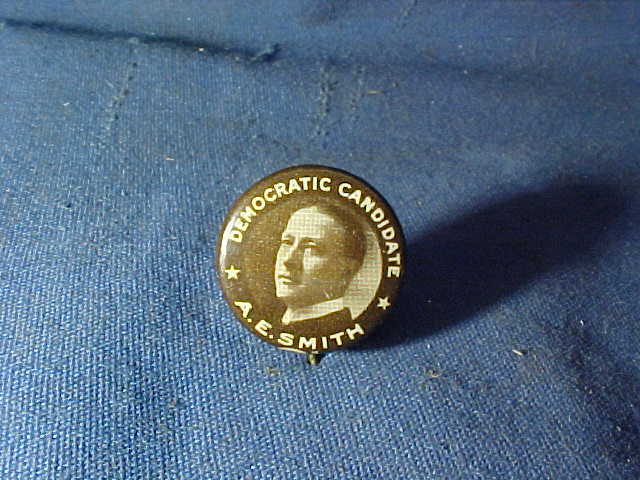 DEMOCRATIC CANDIDATE
A.E. SMITH